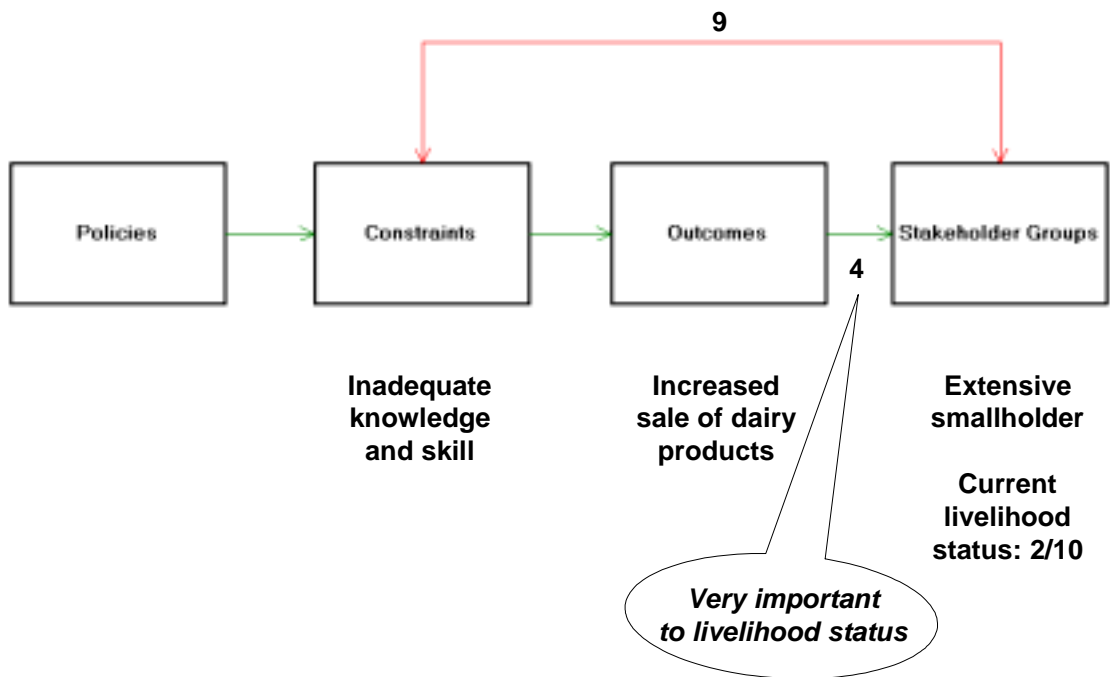 9
Policies
Constraints
Outcomes
Stakeholder Groups
4
Inadequate
knowledge
and skill
Increased
sale of dairy
products
Extensive
smallholder
Current
livelihood
status: 2/10
Very important
to livelihood status